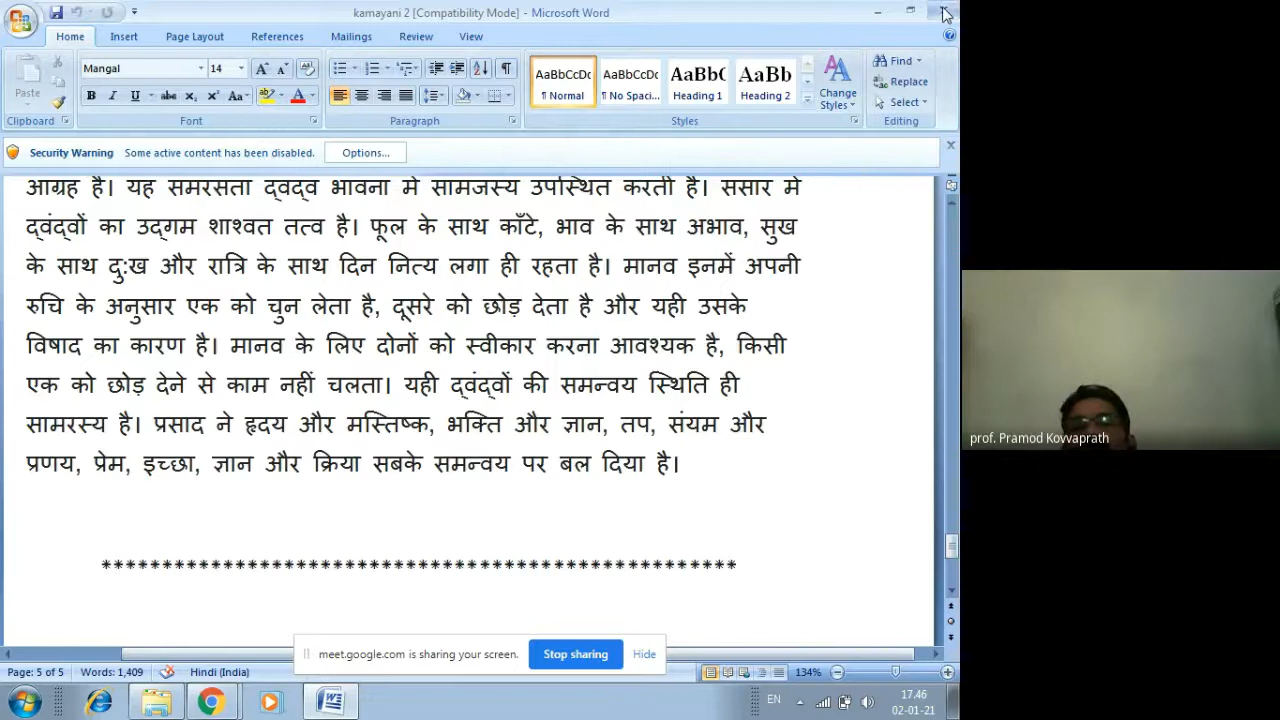 kamayani 2 [Compatibility Mode] - Microsoft Word
Home Insert Page Layout References Mailings Review View
Mangal 14
AaBbCcDc AaBbCcDc AaBbC AaBb
Paste
¶ Normal ¶ No Spaci... Heading 1 Heading 2
Change Styles
Find
Replace
Select
Clipboard Font Paragraph Styles Editing
Security Warning Some active content has been disabled. Options...
आग्रह है। यह समरसता द्वंद्व भावना में सामंजस्य उपस्थित करती है। संसार में
द्वंद्वों का उद्गम शाश्वत तत्व है। फूल के साथ काँटे, भाव के साथ अभाव, सुख
के साथ दु:ख और रात्रि के साथ दिन नित्य लगा ही रहता है। मानव इनमें अपनी
रुचि के अनुसार एक को चुन लेता है, दूसरे को छोड़ देता है और यही उसके
विषाद का कारण है। मानव के लिए दोनों को स्वीकार करना आवश्यक है, किसी
एक को छोड़ देने से काम नहीं चलता। यही द्वंद्वों की समन्वय स्थिति ही
सामरस्य है। प्रसाद ने हृदय और मस्तिष्क, भक्ति और ज्ञान, तप, संयम और
प्रणय, प्रेम, इच्छा, ज्ञान और क्रिया सबके समन्वय पर बल दिया है।
*****************************************************
meet.google.com is sharing your screen. Stop sharing Hide
Page: 5 of 5 Words: 1,409 Hindi (India) 134%
EN 17.46
02-01-21
prof. Pramod Kovvaprath